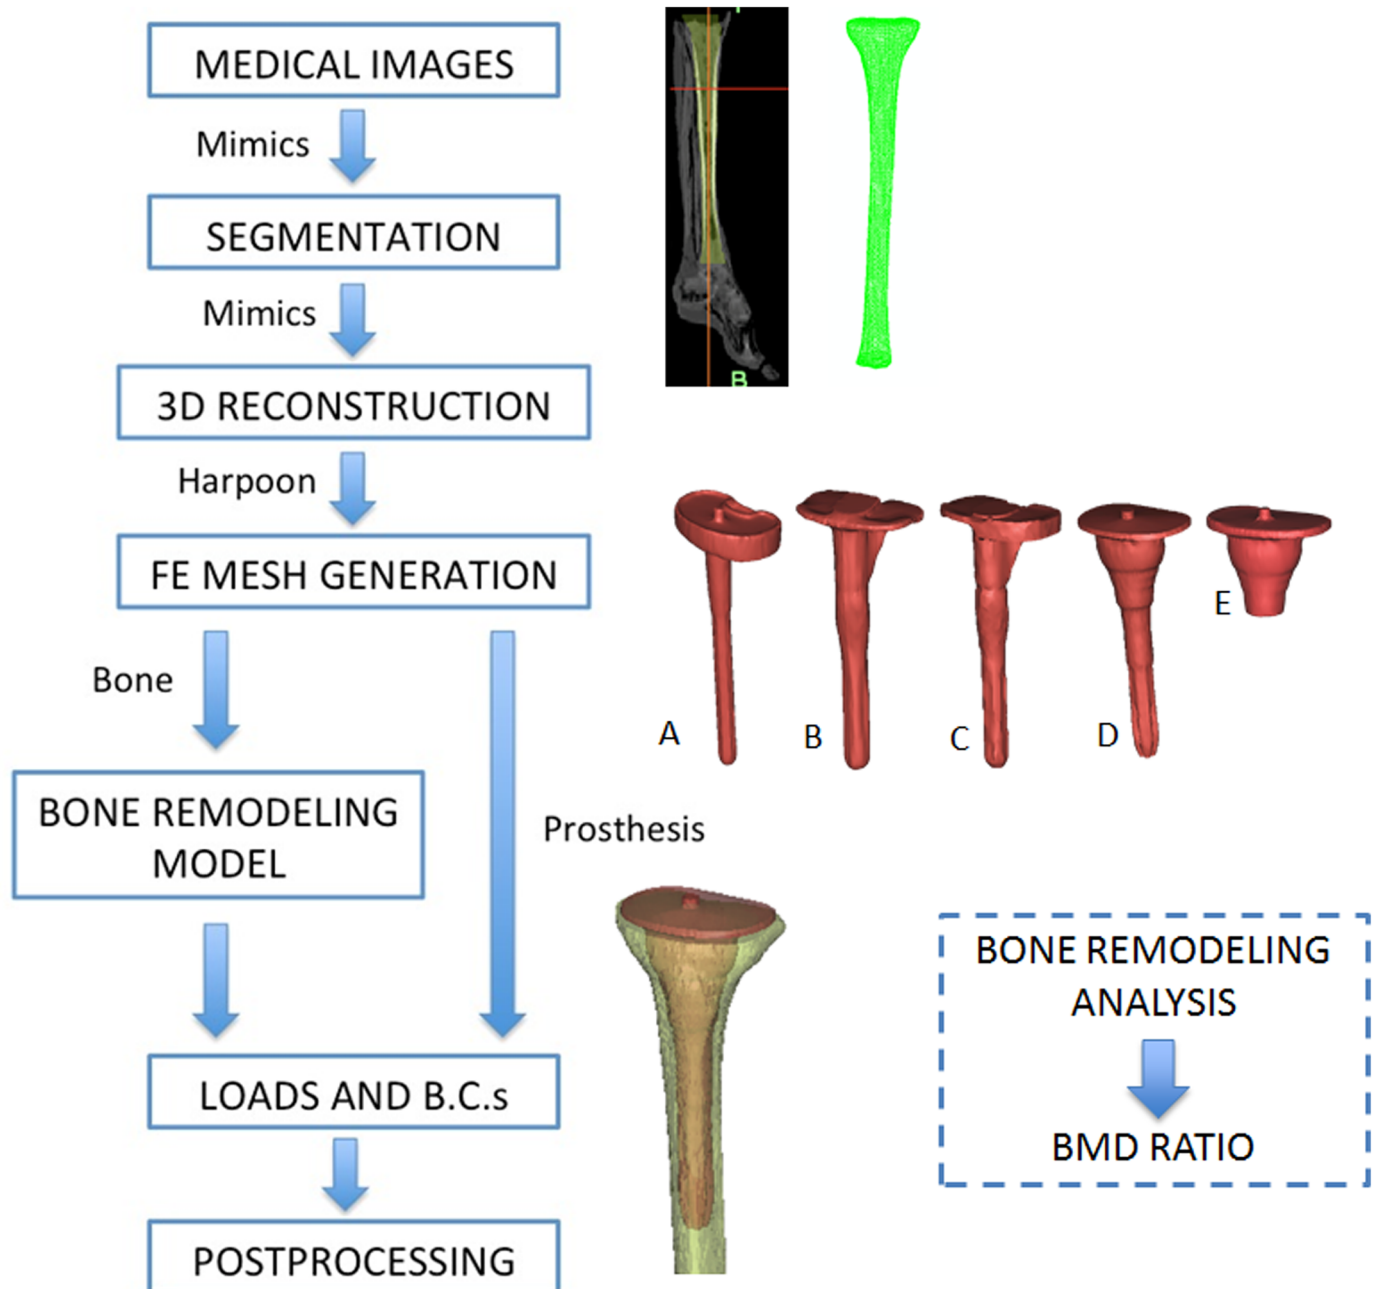 MEDICAL IMAGES
Mimics
SEGMENTATION
Mimics
3D RECONSTRUCTION
Harpoon
FE MESH GENERATION
Bone
BONE REMODELING
MODEL
Prosthesis
LOADS AND B.C.s
POSTPROCESSING
B
A
B
C
D
E
BONE REMODELING
ANALYSIS
BMD RATIO